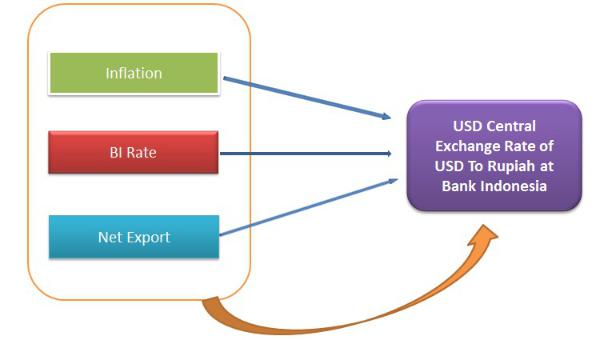 Inflation
BI Rate
Net Export
USD Central
Exchange Rate of
USD To Rupiah at
Bank Indonesia